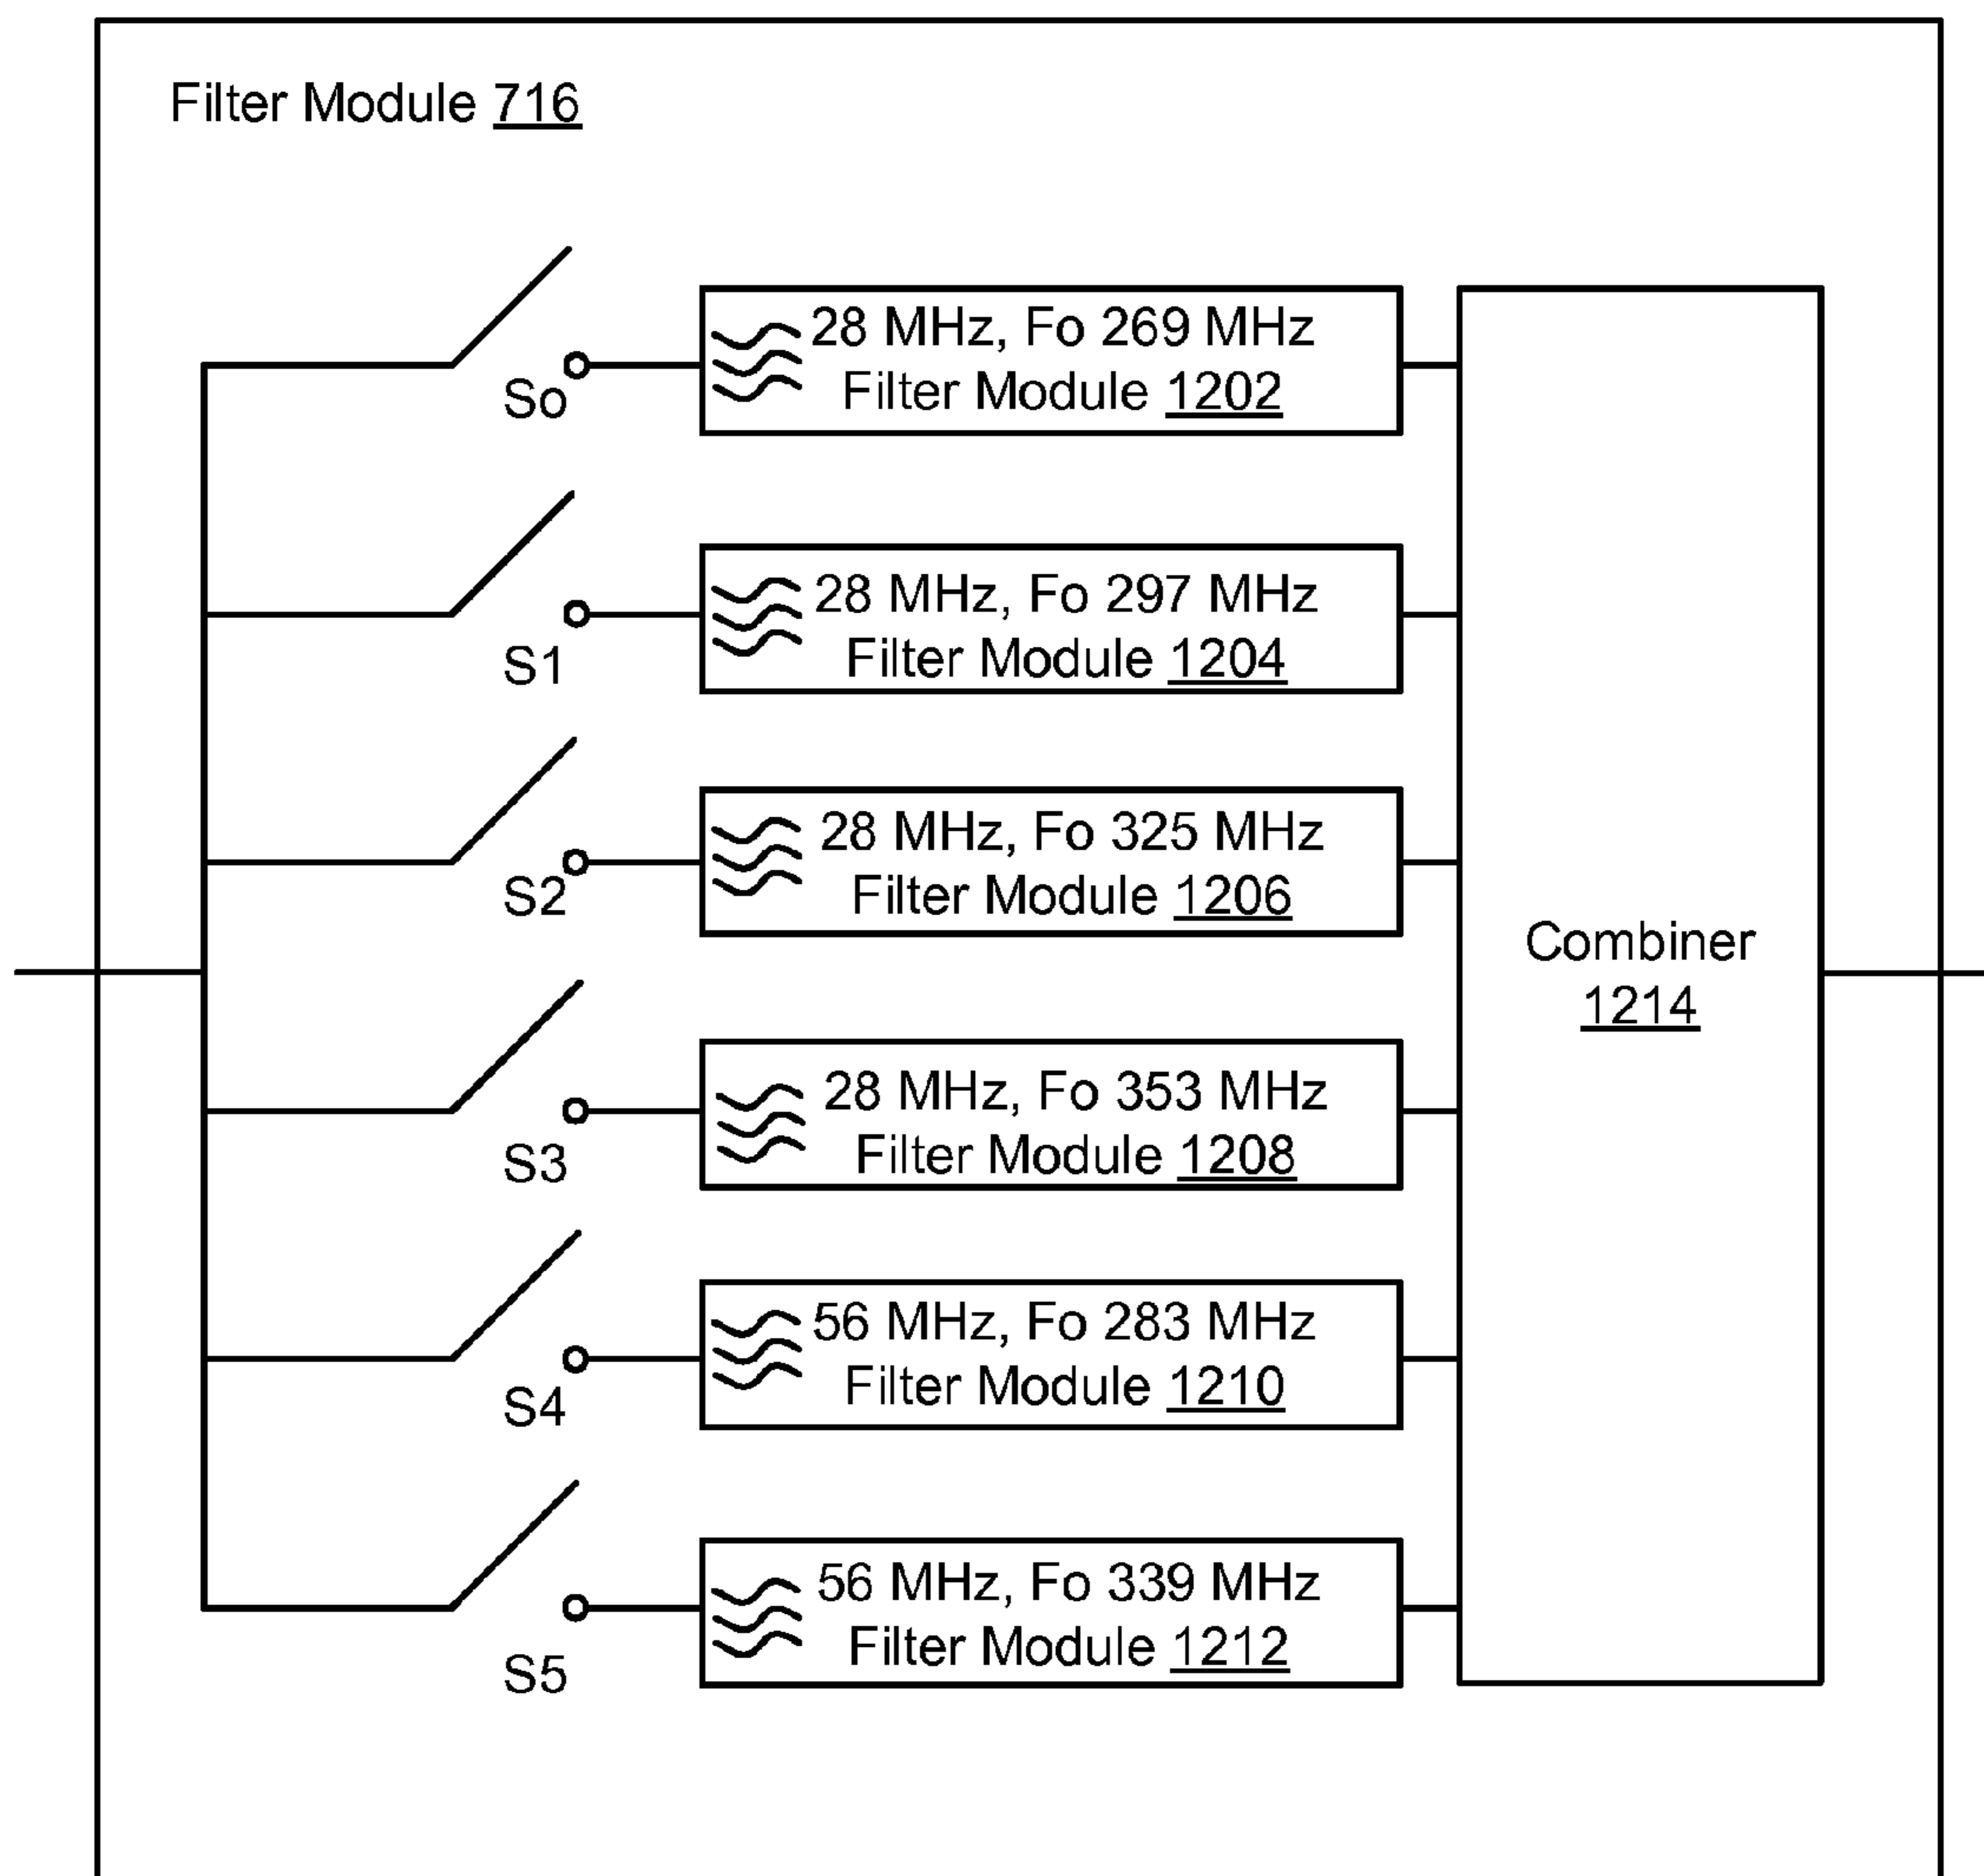 Filter Module 716
28 MHz, Fo 269 MHz
Filter Module 1202
So
28 MHz, Fo 297 MHz
Filter Module 1204
S1
28 MHz, Fo 325 MHz
Filter Module 1206
S2
Combiner
1214
28 MHz, Fo 353 MHz
Filter Module 1208
S3
56 MHz, Fo 283 MHz
Filter Module 1210
S4
56 MHz, Fo 339 MHz
Filter Module 1212
S5